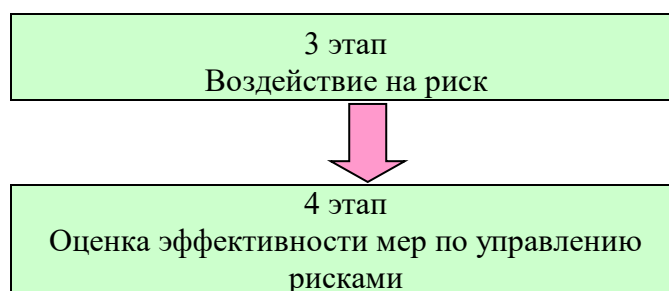 3 этап
Воздействие на риск
4 этап
Оценка эффективности мер по управлению
рисками